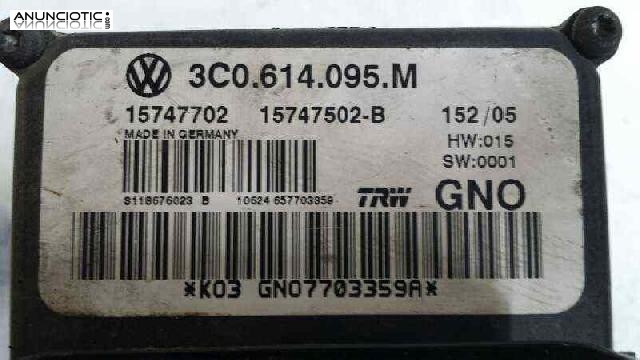 ANUNCIOTIC
.COM
3C0.614.095.M
15747702 15747502-B 152/05
MADE IN GERMANY
HW:015
SW:0001
S118676023 B 10624 657703359
TRW GNO
*K03 GNO7703359A*